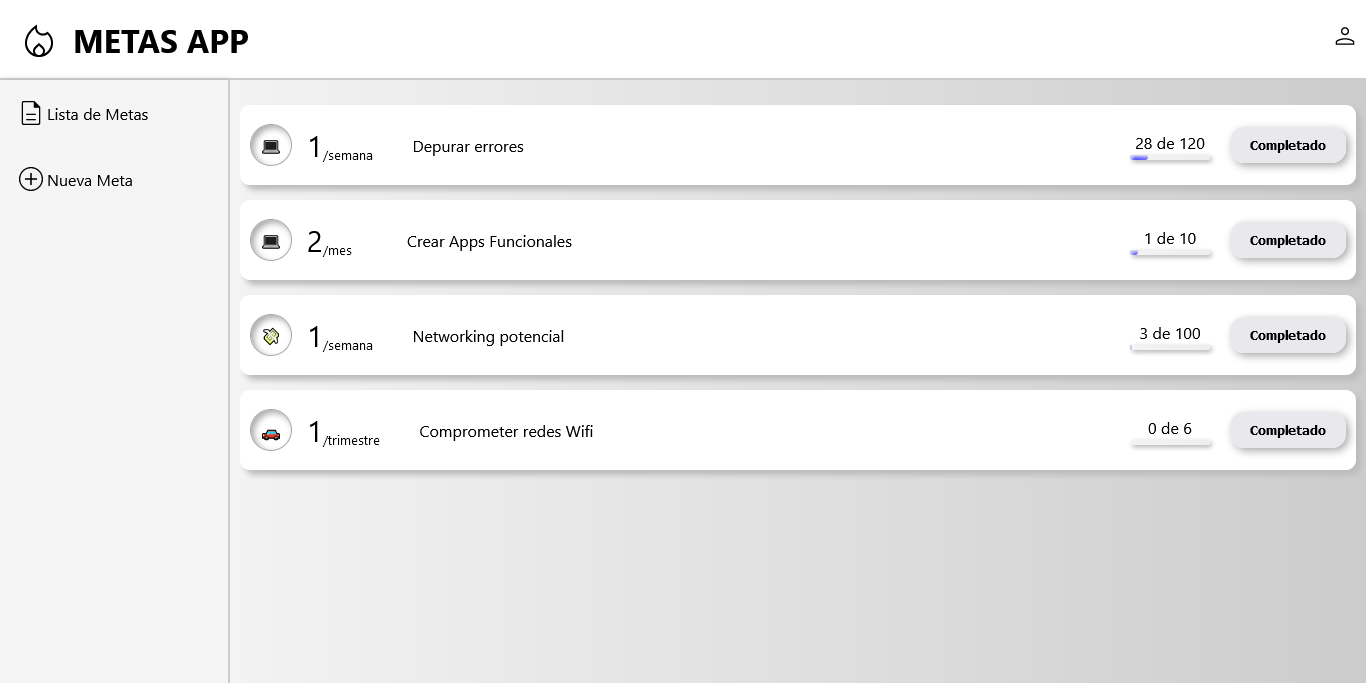 METAS APP
Lista de Metas
Nueva Meta
1/semana Depurar errores 28 de 120 Completado
2/mes Crear Apps Funcionales 1 de 10 Completado
1/semana Networking potencial 3 de 100 Completado
1/trimestre Comprometer redes Wifi 0 de 6 Completado